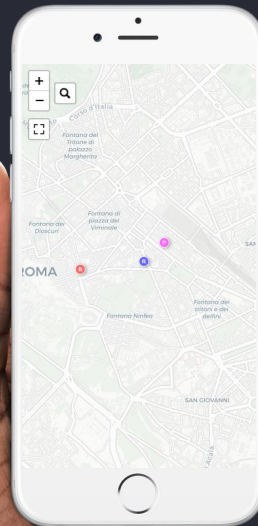 +
−
Corso d'Italia
Fontana del
Tritone di
palazzo
Margherita
Fontana dei
Dioscuri
Fontana di
piazza del
Viminale
P
R
R
ROMA
SAN
Fontana dei
tritoni e dei
delfini
Fontana Ninfeo
SAN GIOVANNI